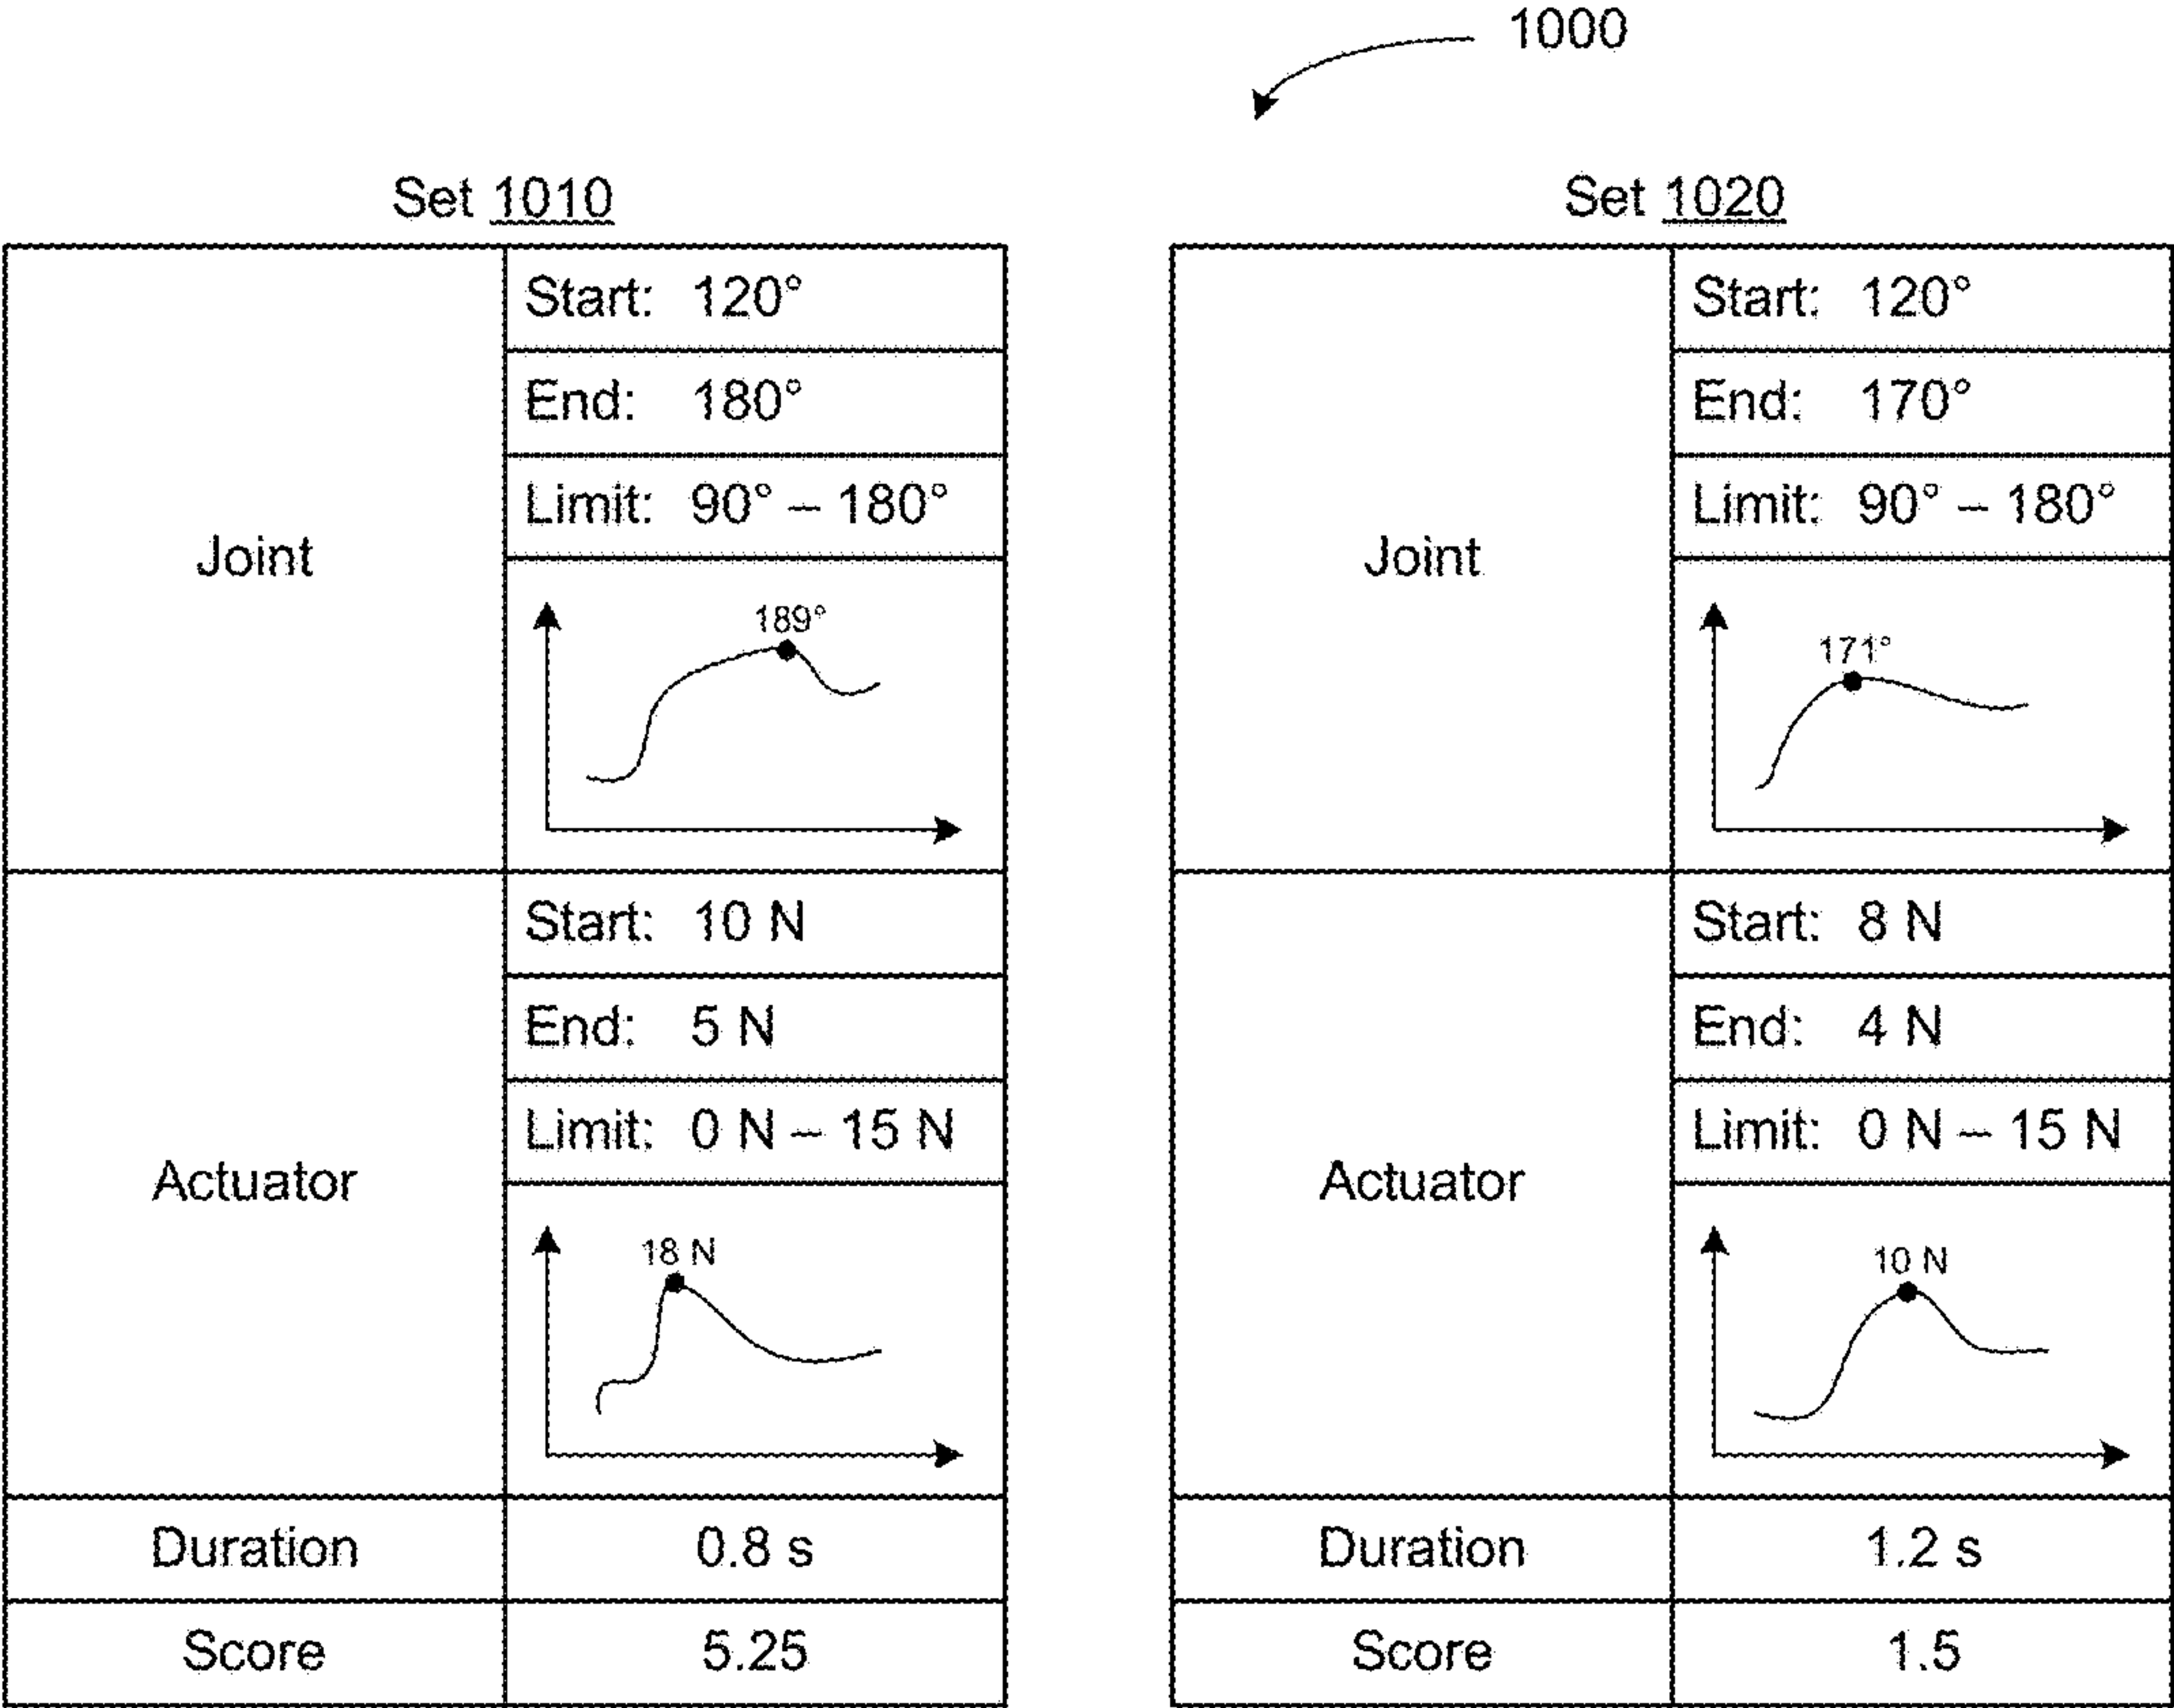 1000
Set 1010
Joint
Start: 120°
End: 180°
Limit: 90° – 180°
189°
Actuator
Start: 10 N
End: 5 N
Limit: 0 N – 15 N
18 N
Duration 0.8 s
Score 5.25
Set 1020
Joint
Start: 120°
End: 170°
Limit: 90° – 180°
171°
Actuator
Start: 8 N
End: 4 N
Limit: 0 N – 15 N
10 N
Duration 1.2 s
Score 1.5